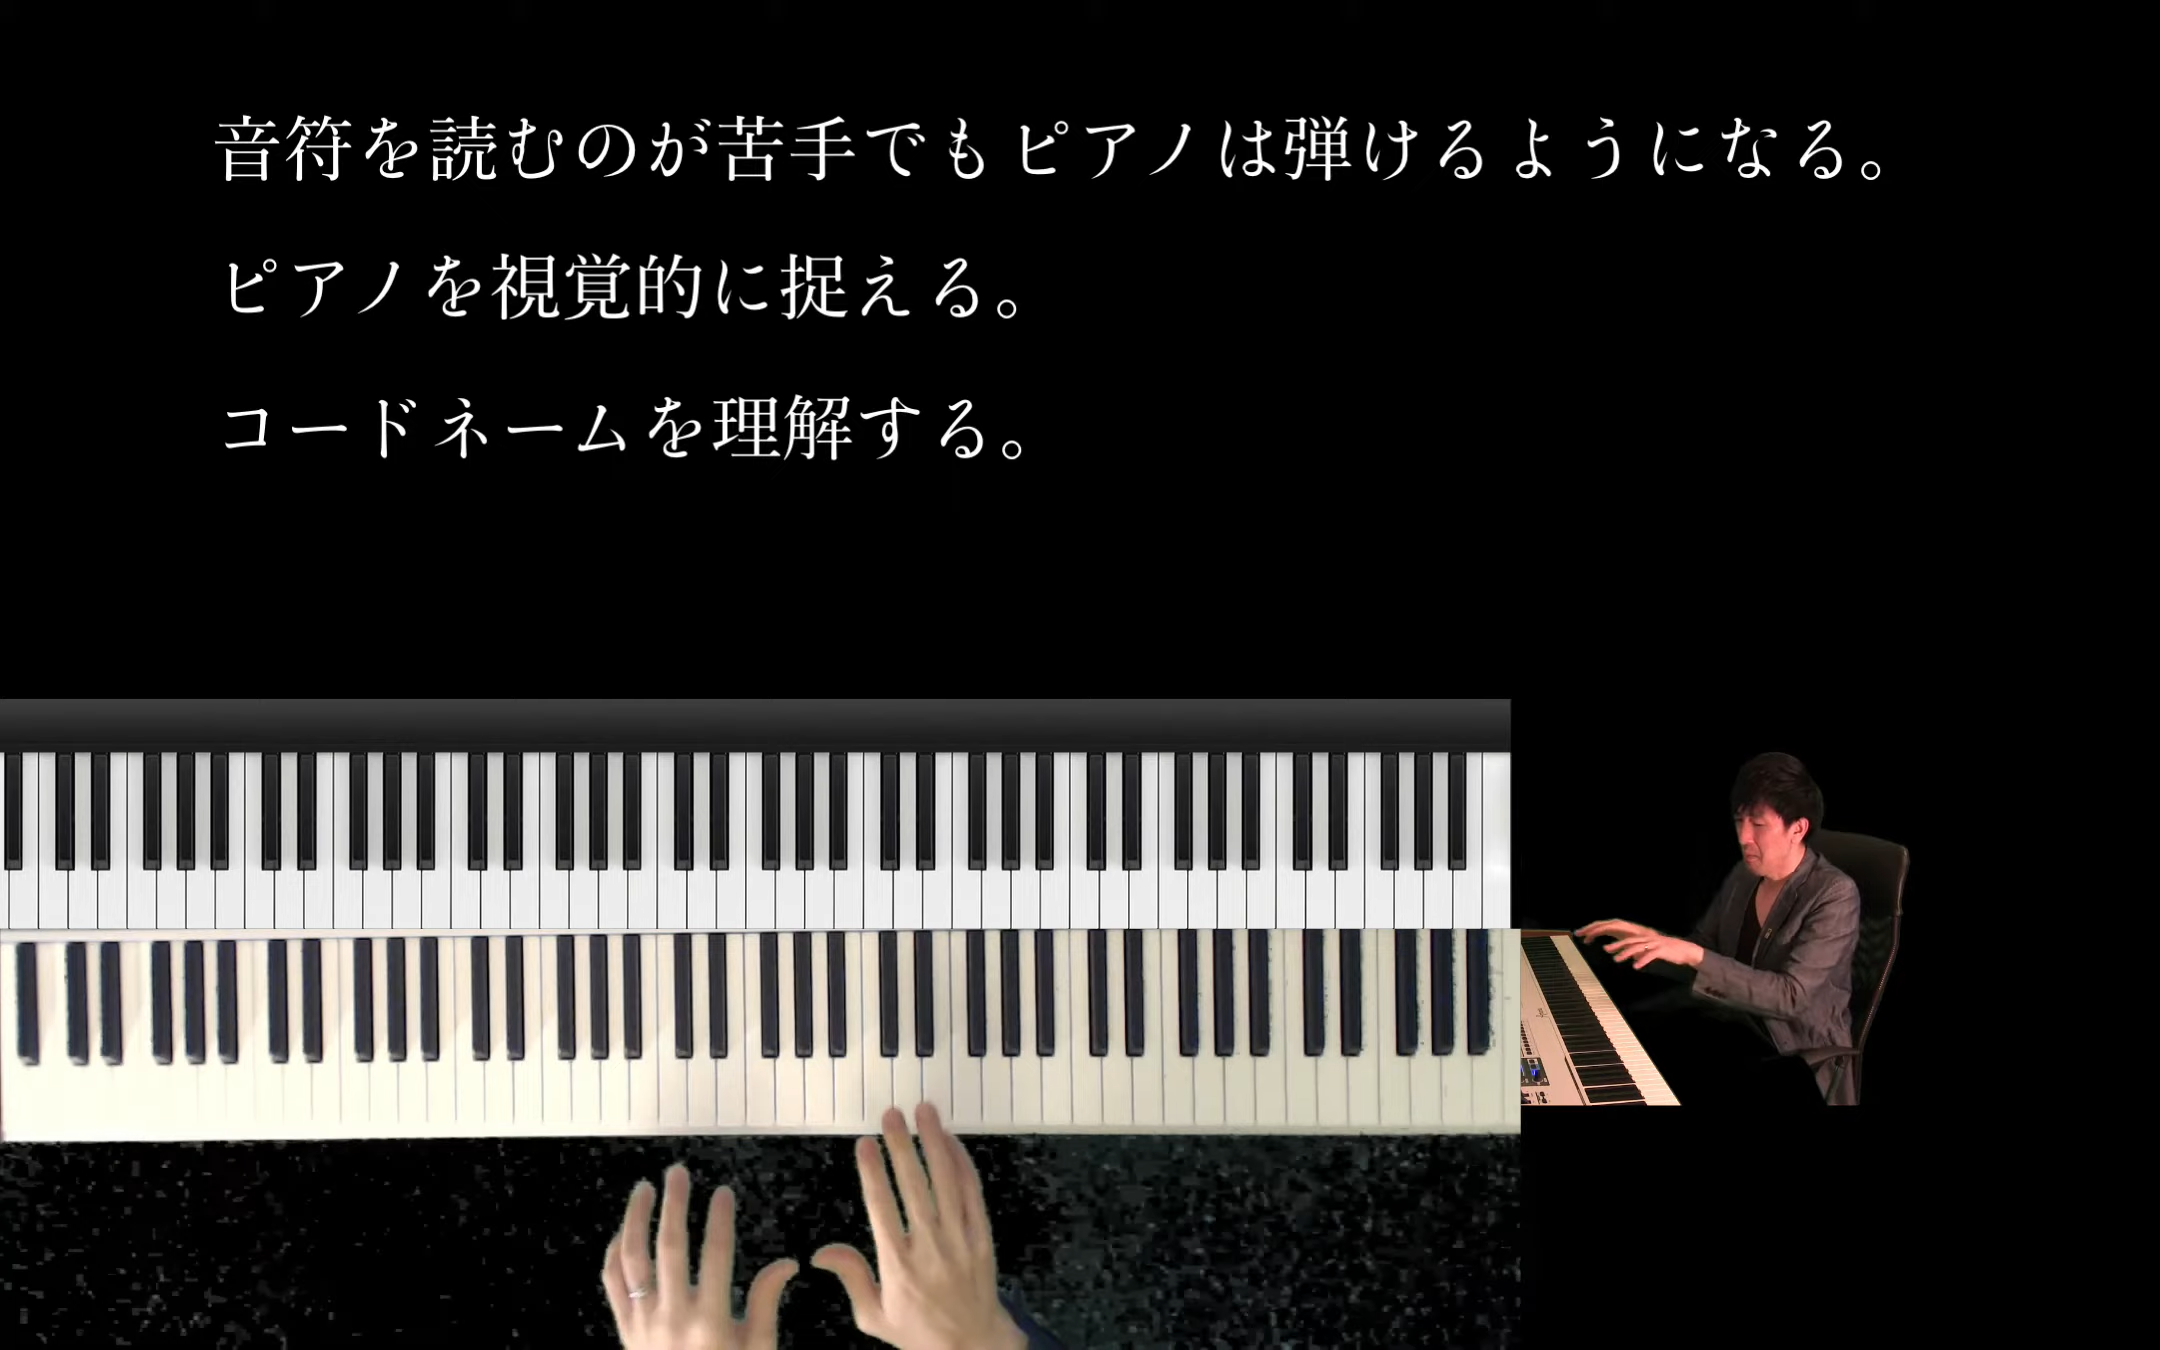 音符を読むのが苦手でもピアノは弾けるようになる。
ピアノを視覚的に捉える。
コードネームを理解する。